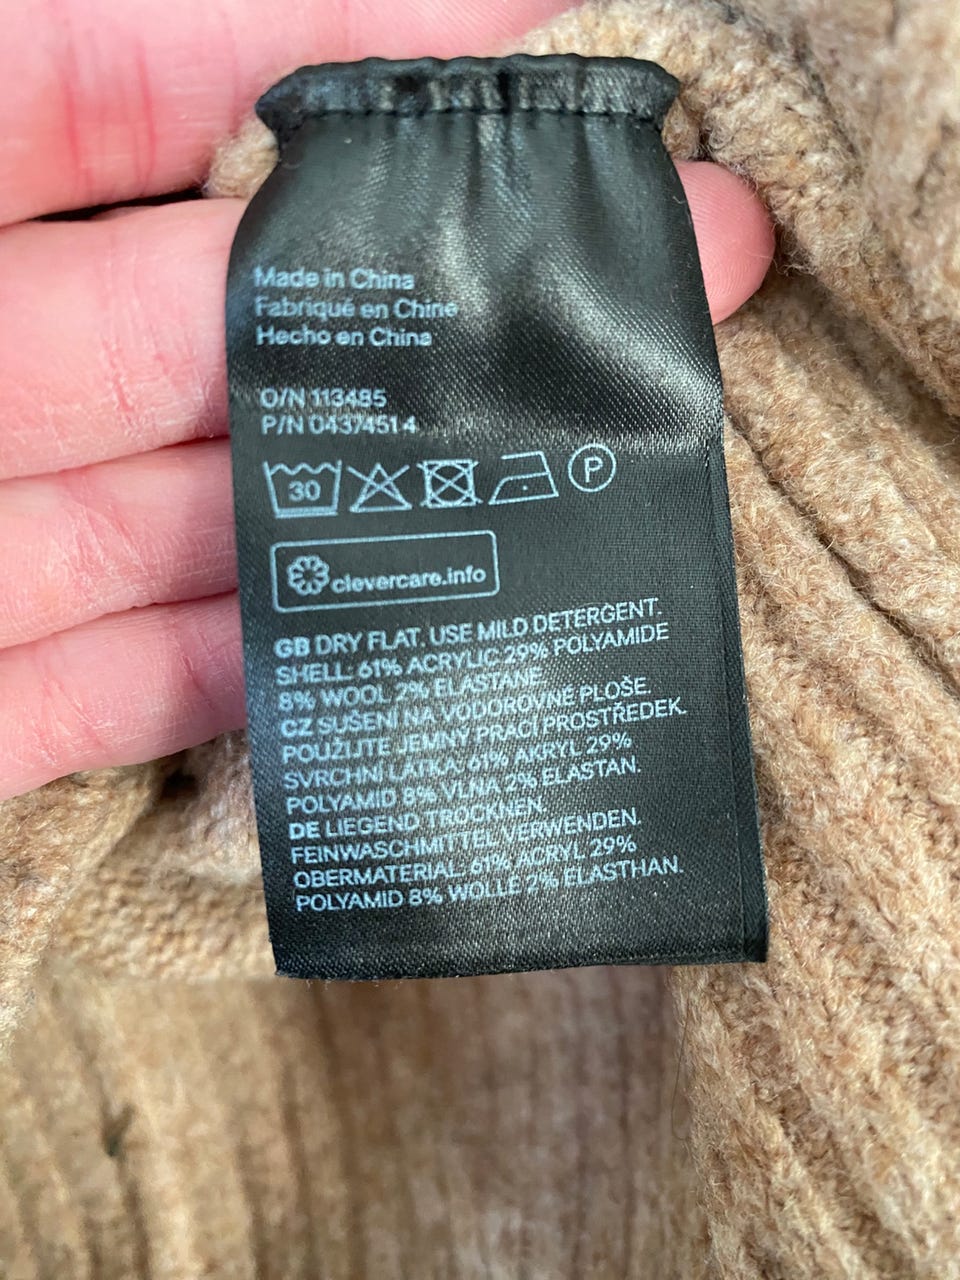 Made in China
Fabriqué en Chine
Hecho en China
O/N 113485
P/N 0437451 4
30 P
clevercare.info
GB DRY FLAT. USE MILD DETERGENT.
SHELL: 61% ACRYLIC 29% POLYAMIDE
8% WOOL 2% ELASTANE
CZ SUŠENÍ NA VODOROVNÉ PLOŠE.
POUŽIJTE JEMNÝ PRACÍ PROSTŘEDEK.
SVRCHNÍ LÁTKA: 61% AKRYL 29%
POLYAMID 8% VLNA 2% ELASTAN.
DE LIEGEND TROCKNEN.
FEINWASCHMITTEL VERWENDEN.
OBERMATERIAL: 61% ACRYL 29%
POLYAMID 8% WOLLE 2% ELASTHAN.